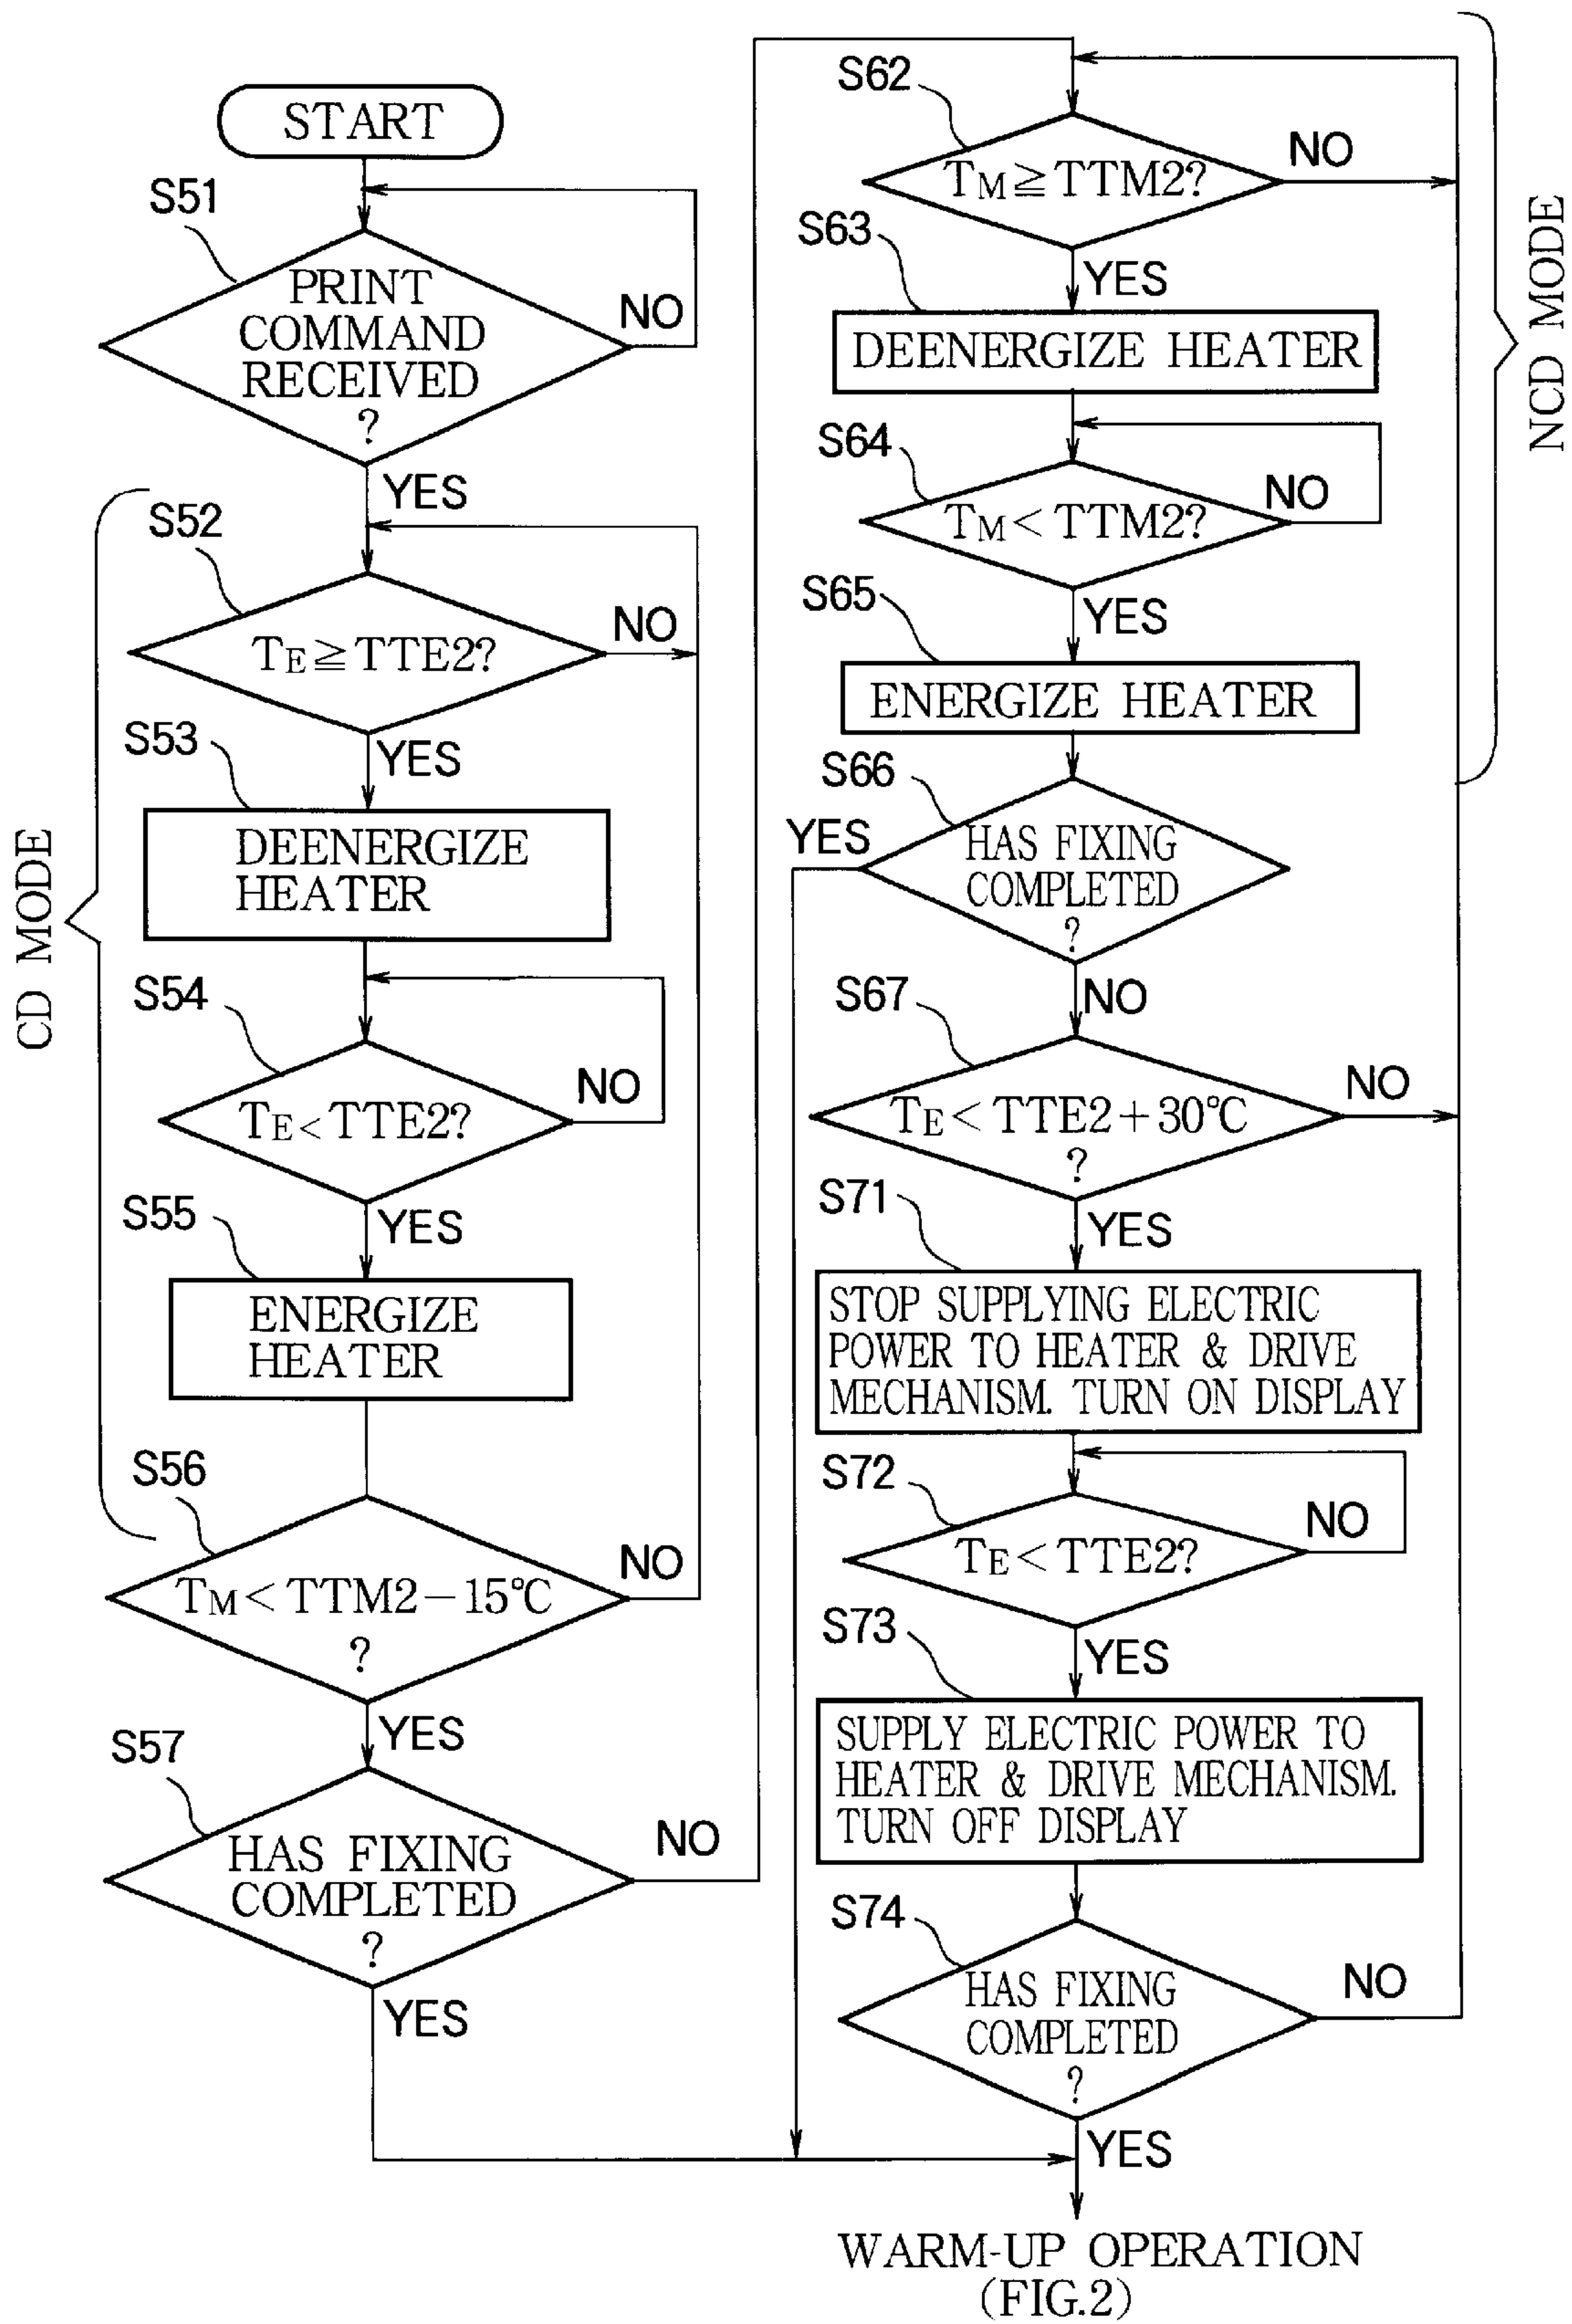 START
S51
PRINT
COMMAND
RECEIVED
?
NO
YES
CD MODE
S52
TE≧TTE2?
NO
S53
YES
DEENERGIZE
HEATER
S54
TE<TTE2?
NO
S55
YES
ENERGIZE
HEATER
S56
TM<TTM2−15℃
?
NO
S57
YES
HAS FIXING
COMPLETED
?
NO
YES
NCD MODE
S62
TM≧TTM2?
NO
S63
YES
DEENERGIZE HEATER
S64
TM<TTM2?
NO
S65
YES
ENERGIZE HEATER
S66
YES
HAS FIXING
COMPLETED
?
S67
NO
TE<TTE2+30℃
?
NO
S71
YES
STOP SUPPLYING ELECTRIC
POWER TO HEATER & DRIVE
MECHANISM. TURN ON DISPLAY
S72
TE<TTE2?
NO
S73
YES
SUPPLY ELECTRIC POWER TO
HEATER & DRIVE MECHANISM.
TURN OFF DISPLAY
S74
HAS FIXING
COMPLETED
?
NO
YES
WARM-UP OPERATION
(FIG.2)